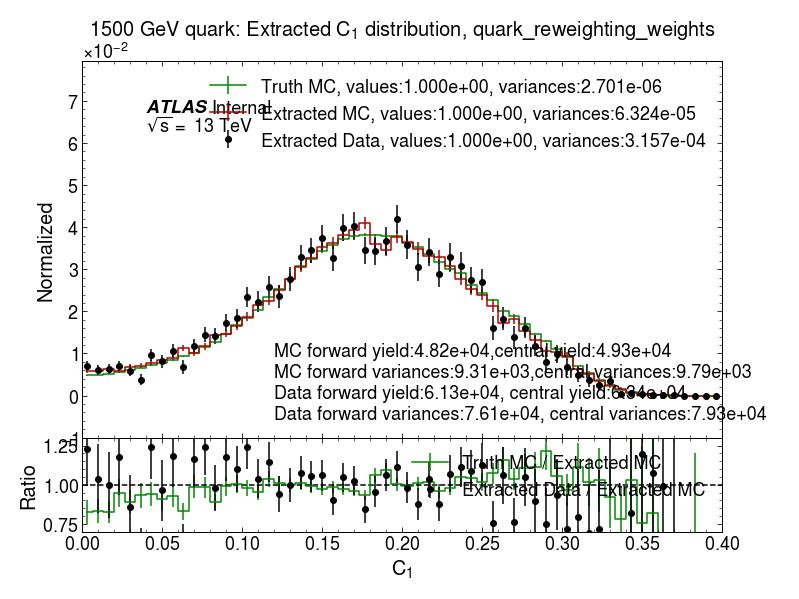 1500 GeV quark: Extracted C₁ distribution, quark_reweighting_weights
×10⁻²
Truth MC, values:1.000e+00, variances:2.701e-06
ATLAS Internal
Extracted MC, values:1.000e+00, variances:6.324e-05
√s = 13 TeV
Extracted Data, values:1.000e+00, variances:3.157e-04
7
6
5
4
3
2
1
0
Normalized
MC forward yield:4.82e+04,central yield:4.93e+04
MC forward variances:9.31e+03,central variances:9.79e+03
Data forward yield:6.13e+04, central yield:6.34e+04
Data forward variances:7.61e+04, central variances:7.93e+04
1.25
1.00
0.75
Ratio
Truth MC / Extracted MC
Extracted Data / Extracted MC
0.00 0.05 0.10 0.15 0.20 0.25 0.30 0.35 0.40
C₁